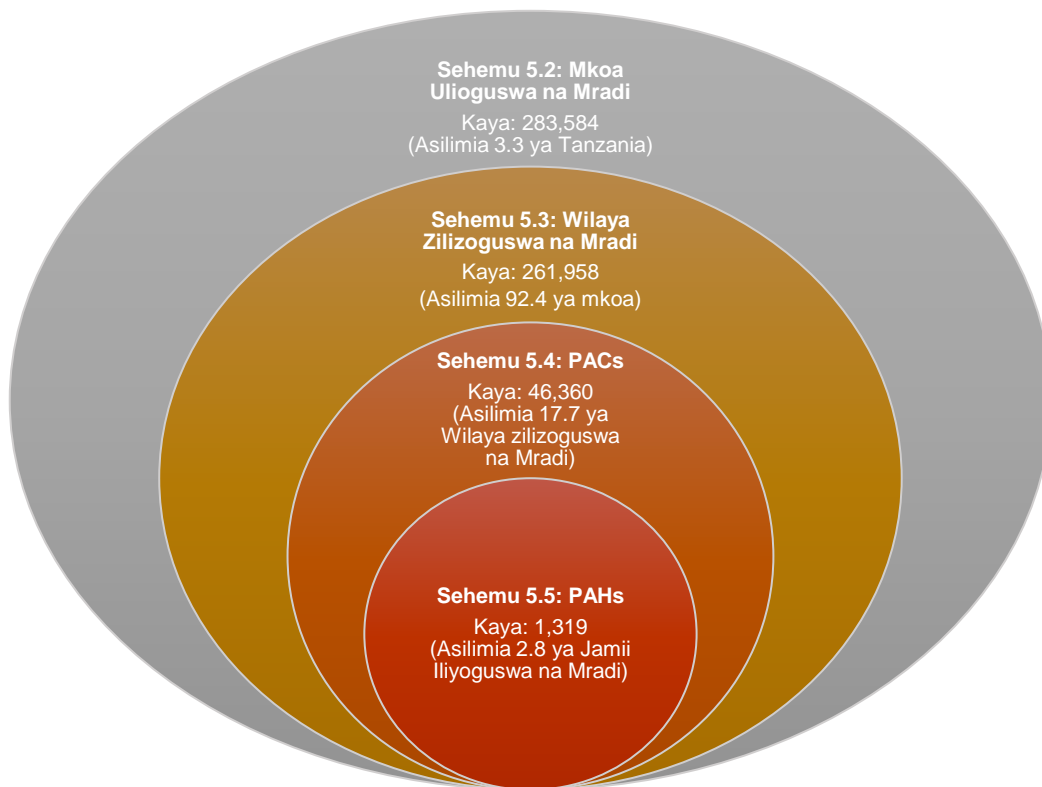 Sehemu 5.2: Mkoa
Ulioguswa na Mradi
Kaya: 283,584
(Asilimia 3.3 ya Tanzania)
Sehemu 5.3: Wilaya
Zilizoguswa na Mradi
Kaya: 261,958
(Asilimia 92.4 ya mkoa)
Sehemu 5.4: PACs
Kaya: 46,360
(Asilimia 17.7 ya
Wilaya zilizoguswa
na Mradi)
Sehemu 5.5: PAHs
Kaya: 1,319
(Asilimia 2.8 ya Jamii
Iliyoguswa na Mradi)